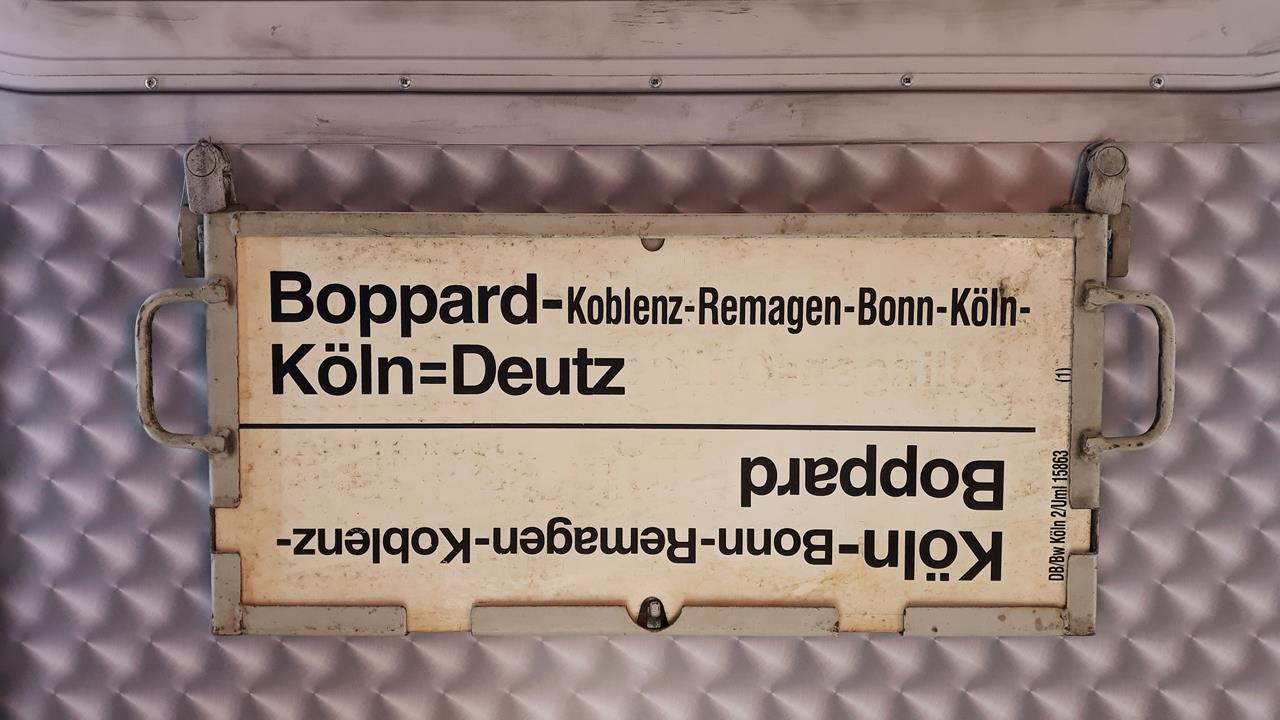 Boppard-Koblenz-Remagen-Bonn-Köln-
Köln=Deutz
Köln-Bonn-Remagen-Koblenz-
Boppard
(1)
DB/Bw Köln 2/Uml 15863